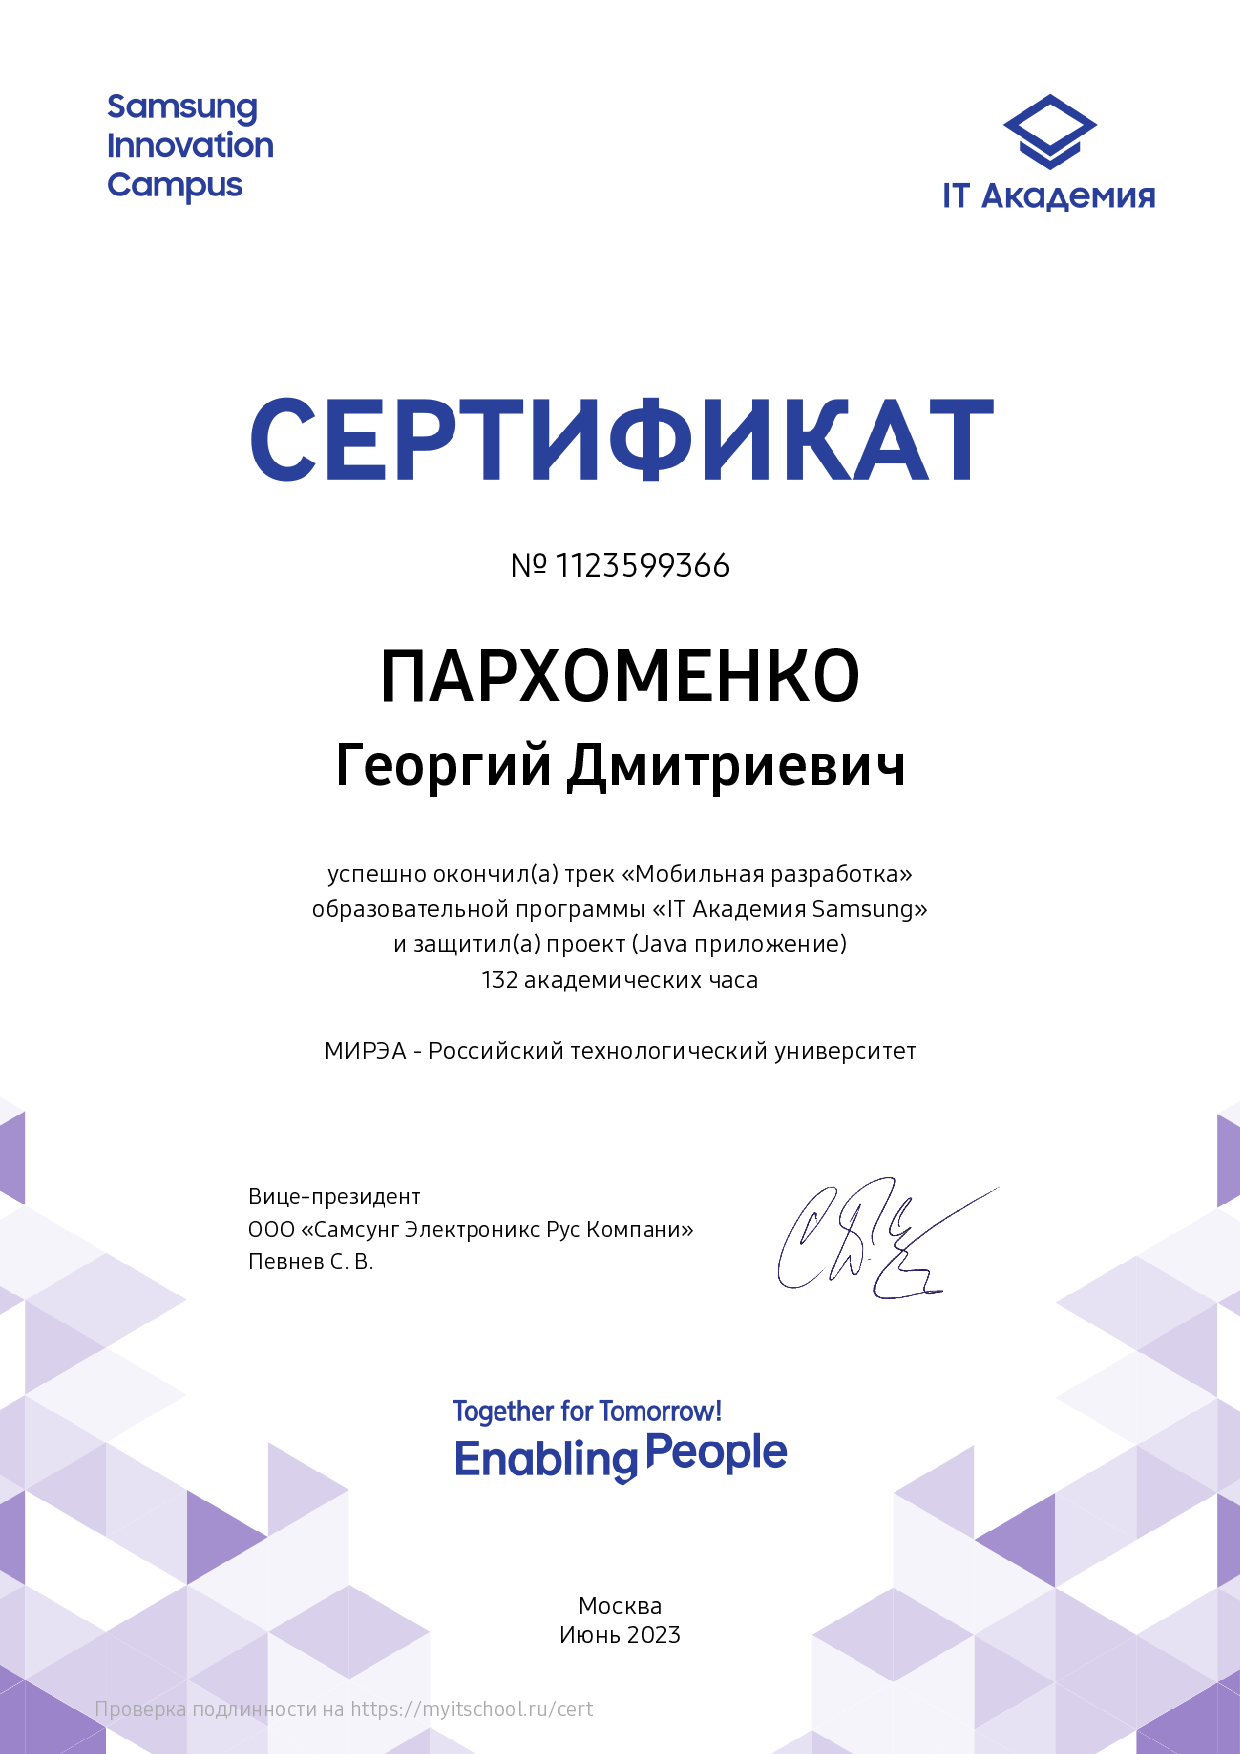 Samsung
Innovation
Campus
IT Академия
СЕРТИФИКАТ
№ 1123599366
ПАРХОМЕНКО
Георгий Дмитриевич
успешно окончил(а) трек «Мобильная разработка»
образовательной программы «IT Академия Samsung»
и защитил(а) проект (Java приложение)
132 академических часа
МИРЭА - Российский технологический университет
Вице-президент
ООО «Самсунг Электроникс Рус Компани»
Певнев С. В.
Together for Tomorrow!
Enabling People
Москва
Июнь 2023
Проверка подлинности на https://myitschool.ru/cert